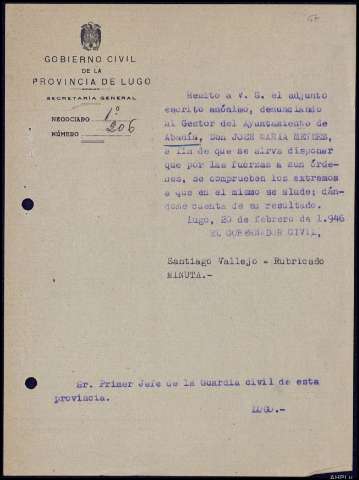 GOBIERNO CIVIL
DE LA
PROVINCIA DE LUGO
SECRETARÍA GENERAL
NEGOCIADO 1º
NÚMERO 206
Remito a V. S. el adjunto
escrito anónimo, denunciando
al Gestor del Ayuntamiento de
Abadín, Don JOSE MARIA
a fin de que se sirva disponer
que por las fuerzas a sus órde-
nes, se comprueben los extremos
a que en el mismo se alude; dán-
dome cuenta de su resultado.
Lugo, 20 de febrero de 1.946
EL GOBERNADOR CIVIL,
Santiago Vallejo - Rubricado
MINUTA.-
Sr. Primer Jefe de la Guardia civil de esta
provincia.
LUGO.-
AHPLU